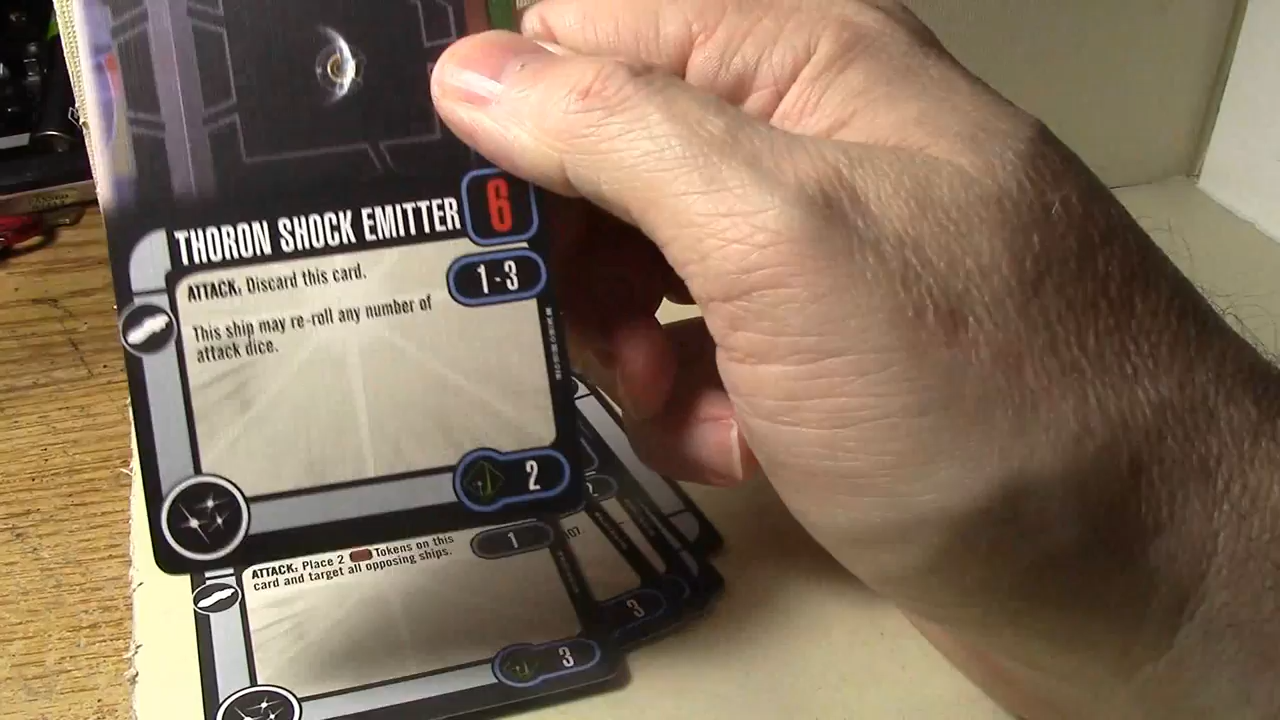 THORON SHOCK EMITTER 6
ATTACK: Discard this card.
1-3
This ship may re-roll any number of
attack dice.
2
ATTACK: Place 2 Tokens on this
card and target all opposing ships.
1
07
3
3